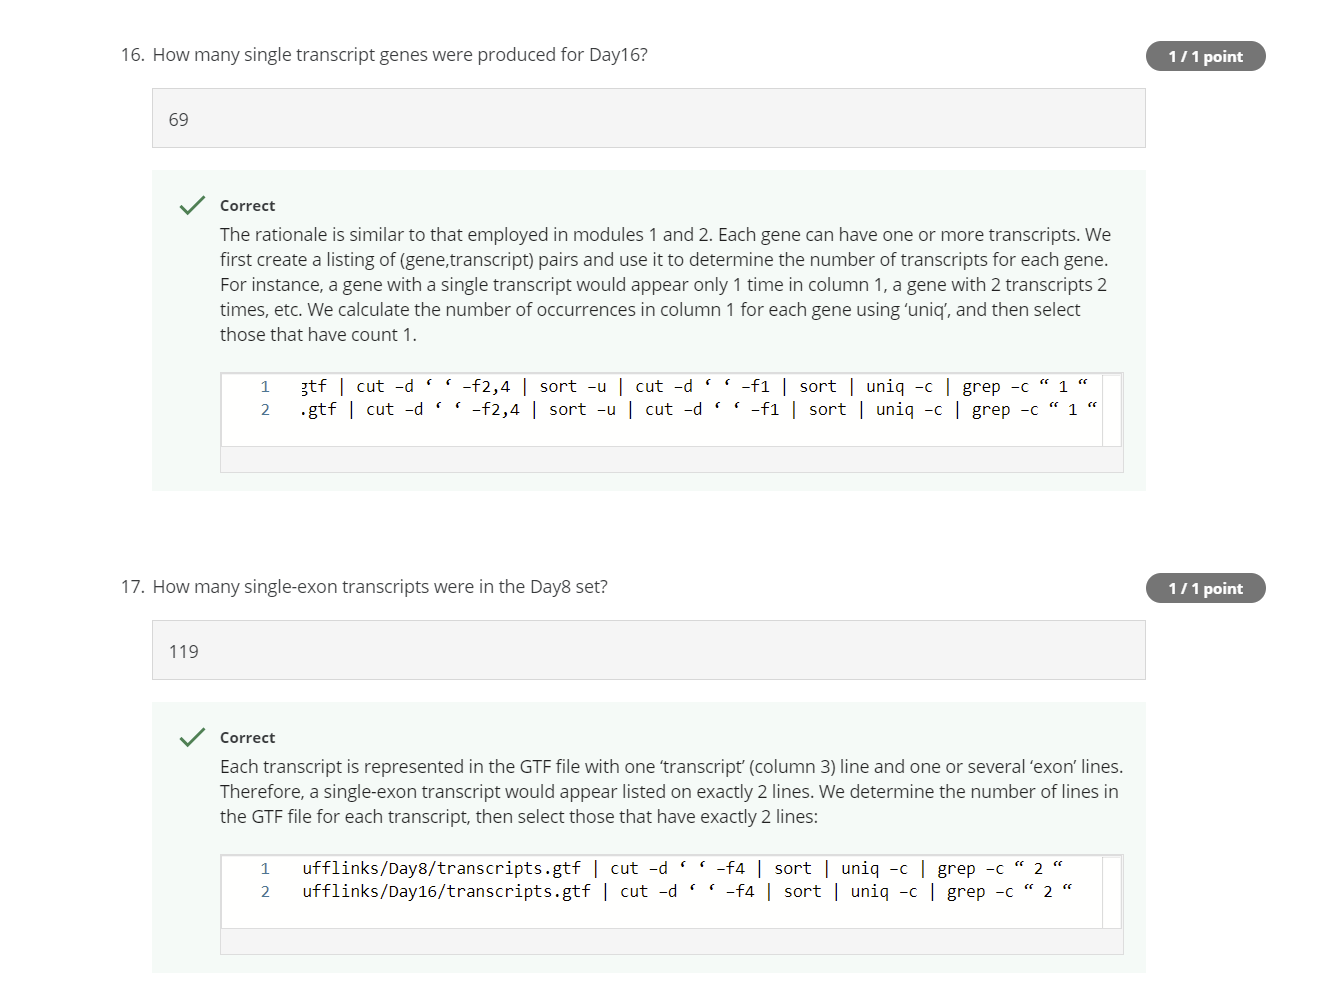 16. How many single transcript genes were produced for Day16?
1 / 1 point
69
Correct
The rationale is similar to that employed in modules 1 and 2. Each gene can have one or more transcripts. We
first create a listing of (gene,transcript) pairs and use it to determine the number of transcripts for each gene.
For instance, a gene with a single transcript would appear only 1 time in column 1, a gene with 2 transcripts 2
times, etc. We calculate the number of occurrences in column 1 for each gene using ‘uniq’, and then select
those that have count 1.
1 gtf | cut –d ‘ ‘ –f2,4 | sort –u | cut –d ‘ ‘ –f1 | sort | uniq –c | grep –c “ 1 “
2 .gtf | cut –d ‘ ‘ –f2,4 | sort –u | cut –d ‘ ‘ –f1 | sort | uniq –c | grep –c “ 1 “
17. How many single-exon transcripts were in the Day8 set?
1 / 1 point
119
Correct
Each transcript is represented in the GTF file with one ‘transcript’ (column 3) line and one or several ‘exon’ lines.
Therefore, a single-exon transcript would appear listed on exactly 2 lines. We determine the number of lines in
the GTF file for each transcript, then select those that have exactly 2 lines:
1 ufflinks/Day8/transcripts.gtf | cut –d ‘ ‘ –f4 | sort | uniq –c | grep –c “ 2 “
2 ufflinks/Day16/transcripts.gtf | cut –d ‘ ‘ –f4 | sort | uniq –c | grep –c “ 2 “